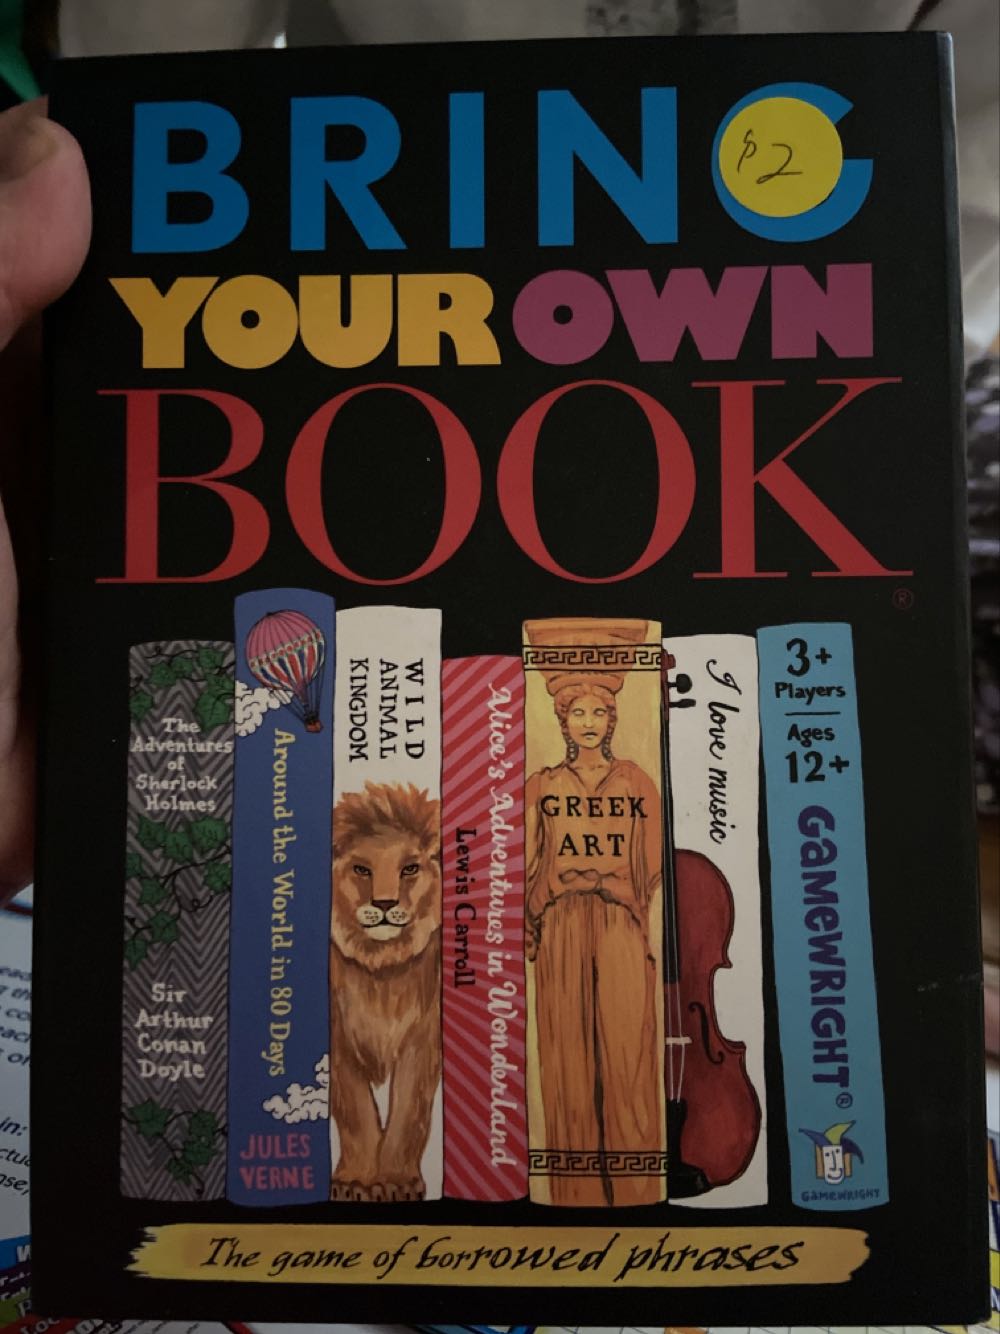 BRING
$2
YOUR OWN
BOOK®
The
Adventures
of
Sherlock
Holmes
Sir
Arthur
Conan
Doyle
Around the World in 80 Days
JULES
VERNE
WILD
ANIMAL
KINGDOM
Alice's Adventures in Wonderland
Lewis Carroll
GREEK
ART
I love music
3+
Players
Ages
12+
GAMEWRIGHT®
GAMEWRIGHT
The game of borrowed phrases